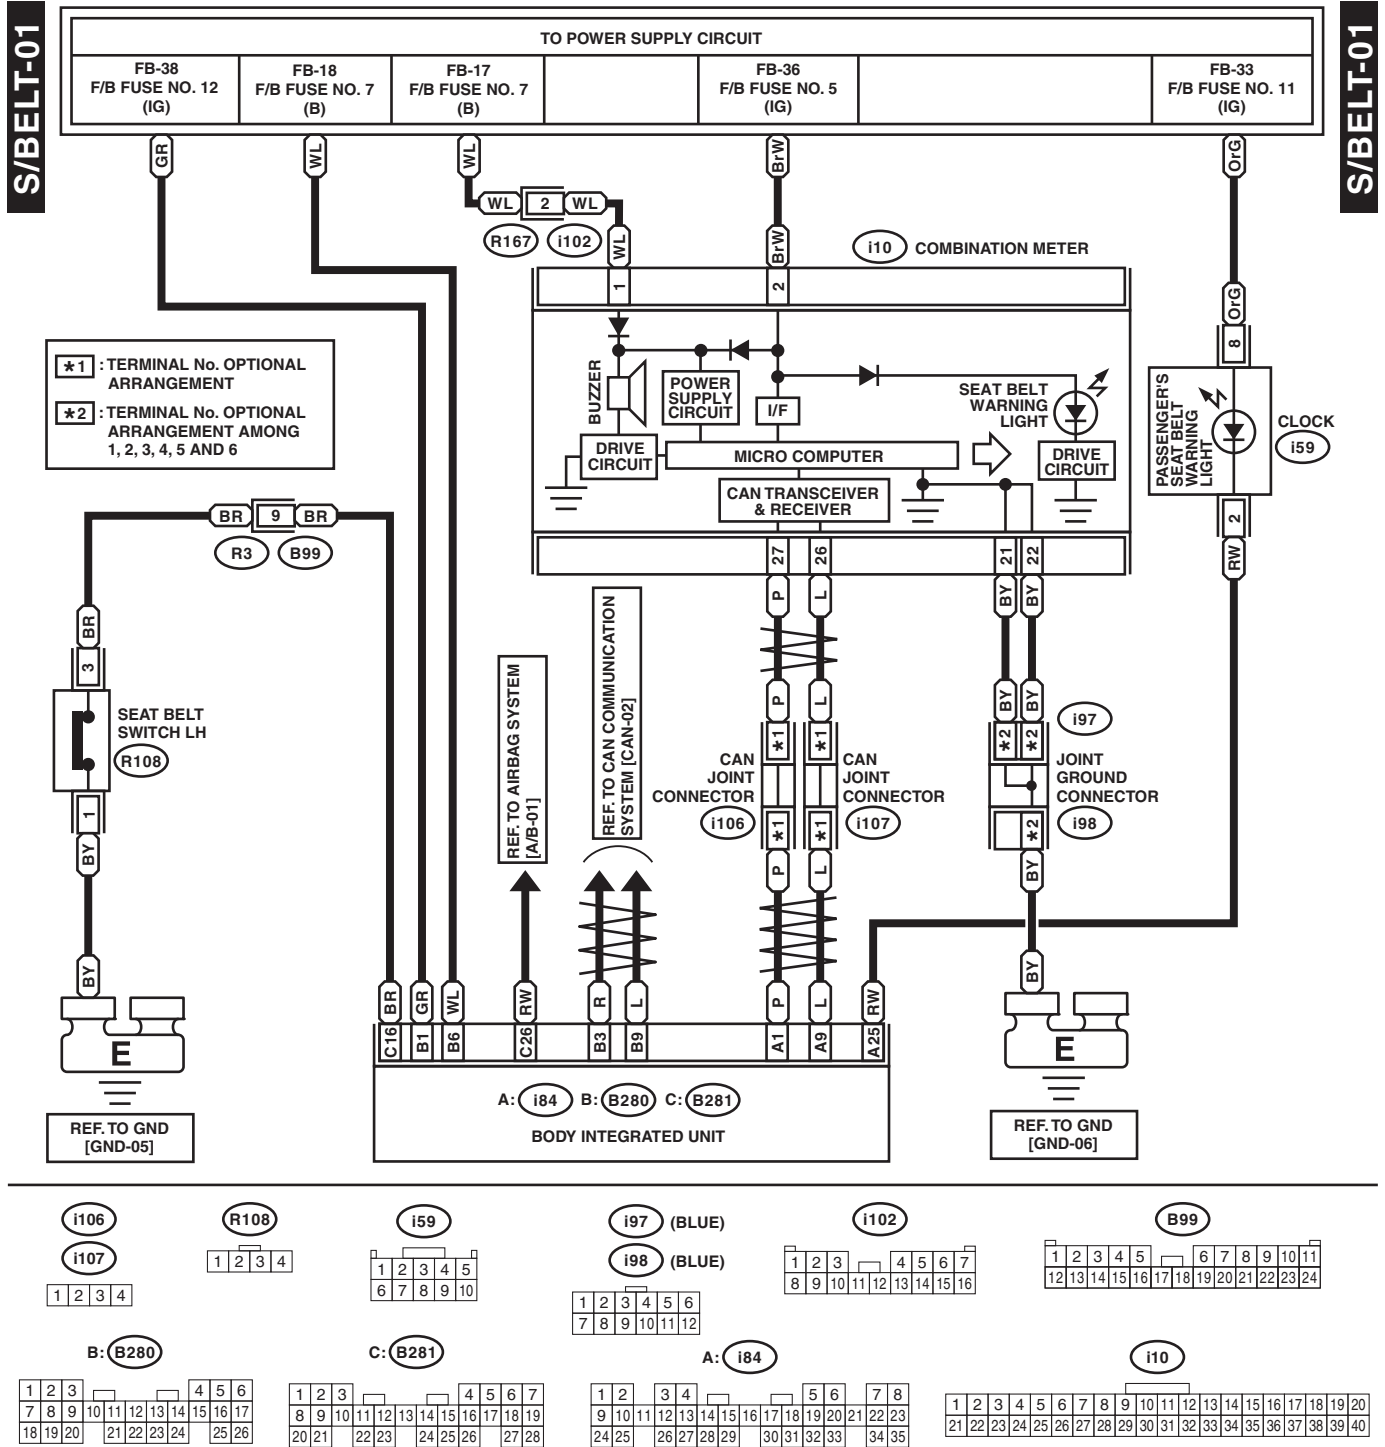 S/BELT-01
S/BELT-01
TO POWER SUPPLY CIRCUIT
FB-38
F/B FUSE NO. 12
(IG)
FB-18
F/B FUSE NO. 7
(B)
FB-17
F/B FUSE NO. 7
(B)
FB-36
F/B FUSE NO. 5
(IG)
FB-33
F/B FUSE NO. 11
(IG)
GR
WL
WL
BrW
OrG
WL 2 WL
R167 i102
WL
BrW
i10 COMBINATION METER
1
2
OrG
8
*1 : TERMINAL No. OPTIONAL
ARRANGEMENT
*2 : TERMINAL No. OPTIONAL
ARRANGEMENT AMONG
1, 2, 3, 4, 5 AND 6
BUZZER
POWER
SUPPLY
CIRCUIT
I/F
SEAT BELT
WARNING
LIGHT
DRIVE
CIRCUIT
MICRO COMPUTER
DRIVE
CIRCUIT
CAN TRANSCEIVER
& RECEIVER
PASSENGER'S
SEAT BELT
WARNING
LIGHT
CLOCK
i59
2
RW
BR 9 BR
R3 B99
27
26
21
22
P
L
BY
BY
BR
3
SEAT BELT
SWITCH LH
R108
1
BY
BY
REF. TO AIRBAG SYSTEM
[A/B-01]
REF. TO CAN COMMUNICATION
SYSTEM [CAN-02]
P
L
BY
BY
*1
*1
*2
*2
i97
CAN
JOINT
CONNECTOR
i106
CAN
JOINT
CONNECTOR
i107
JOINT
GROUND
CONNECTOR
i98
*1
*1
*2
P
L
BY
BY
BR
GR
WL
RW
R
L
P
L
RW
C16
B1
B6
C26
B3
B9
A1
A9
A25
E
REF. TO GND
[GND-05]
A: i84 B: B280 C: B281
BODY INTEGRATED UNIT
E
REF. TO GND
[GND-06]
i106
i107
1 2 3 4
R108
1 2 3 4
i59
1 2 3 4 5
6 7 8 9 10
i97 (BLUE)
i98 (BLUE)
1 2 3 4 5 6
7 8 9 10 11 12
i102
1 2 3 4 5 6 7
8 9 10 11 12 13 14 15 16
B99
1 2 3 4 5 6 7 8 9 10 11
12 13 14 15 16 17 18 19 20 21 22 23 24
B: B280
1 2 3 4 5 6
7 8 9 10 11 12 13 14 15 16 17
18 19 20 21 22 23 24 25 26
C: B281
1 2 3 4 5 6 7
8 9 10 11 12 13 14 15 16 17 18 19
20 21 22 23 24 25 26 27 28
A: i84
1 2 3 4 5 6 7 8
9 10 11 12 13 14 15 16 17 18 19 20 21 22 23
24 25 26 27 28 29 30 31 32 33 34 35
i10
1 2 3 4 5 6 7 8 9 10 11 12 13 14 15 16 17 18 19 20
21 22 23 24 25 26 27 28 29 30 31 32 33 34 35 36 37 38 39 40